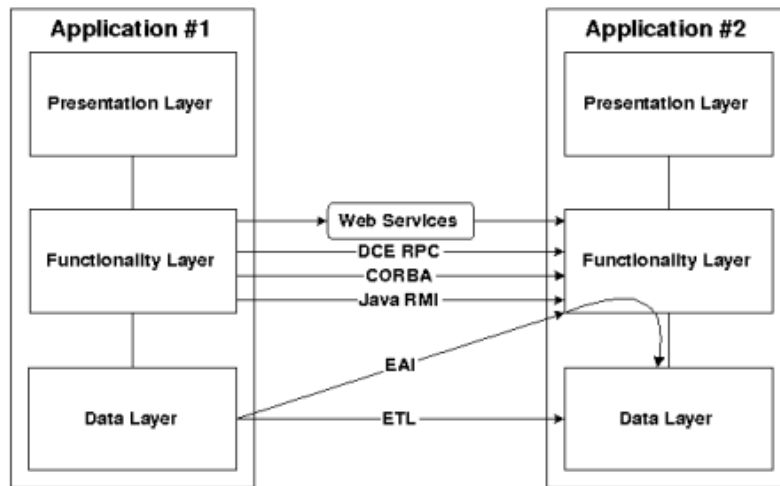 Application #1
Application #2
Presentation Layer
Presentation Layer
Functionality Layer
Web Services
DCE RPC
CORBA
Java RMI
Functionality Layer
EAI
Data Layer
ETL
Data Layer